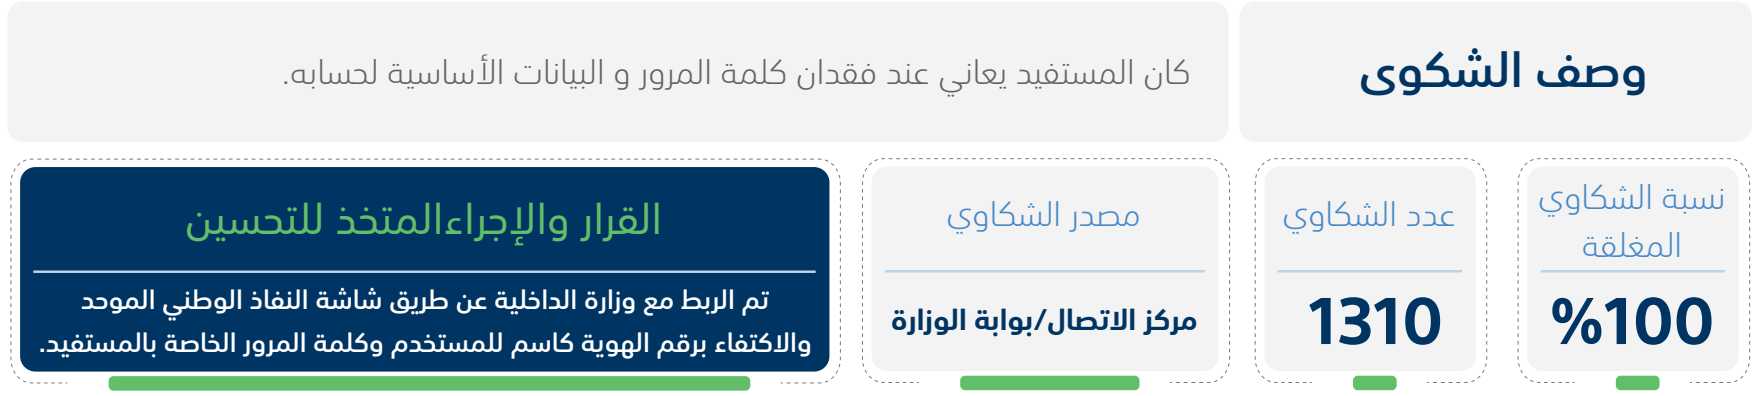 وصف الشكوى
كان المستفيد يعاني عند فقدان كلمة المرور و البيانات الأساسية لحسابه.
نسبة الشكاوي
المغلقة
%100
عدد الشكاوي
1310
مصدر الشكاوي
مركز الاتصال/بوابة الوزارة
القرار والإجراءالمتخذ للتحسين
تم الربط مع وزارة الداخلية عن طريق شاشة النفاذ الوطني الموحد
والاكتفاء برقم الهوية كاسم للمستخدم وكلمة المرور الخاصة بالمستفيد.